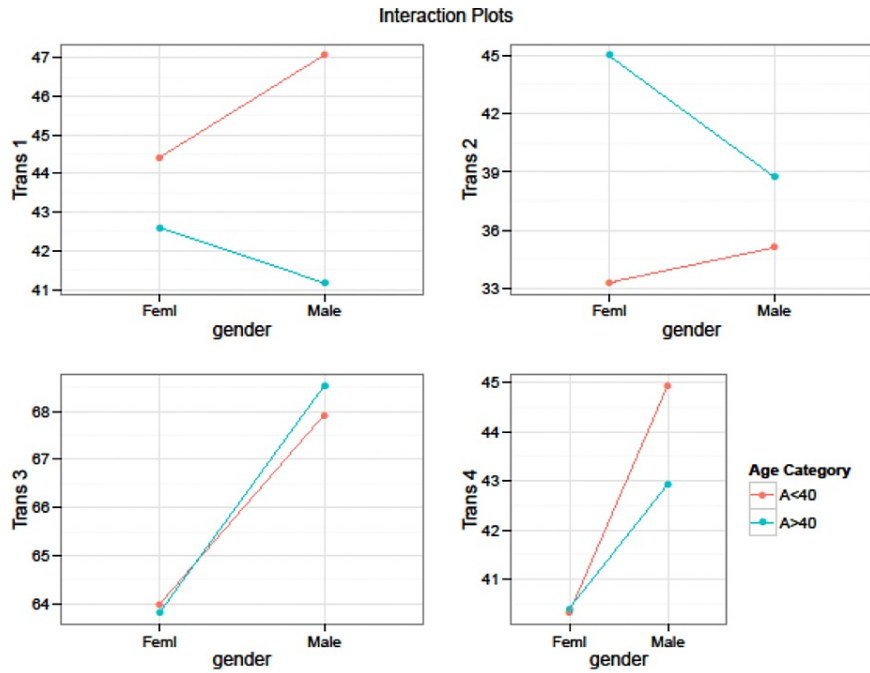 Interaction Plots
Trans 1
47
46
45
44
43
42
41
Feml Male
gender
Trans 2
45
42
39
36
33
Feml Male
gender
Trans 3
68
67
66
65
64
Feml Male
gender
Trans 4
45
44
43
42
41
Feml Male
gender
Age Category
A<40
A>40